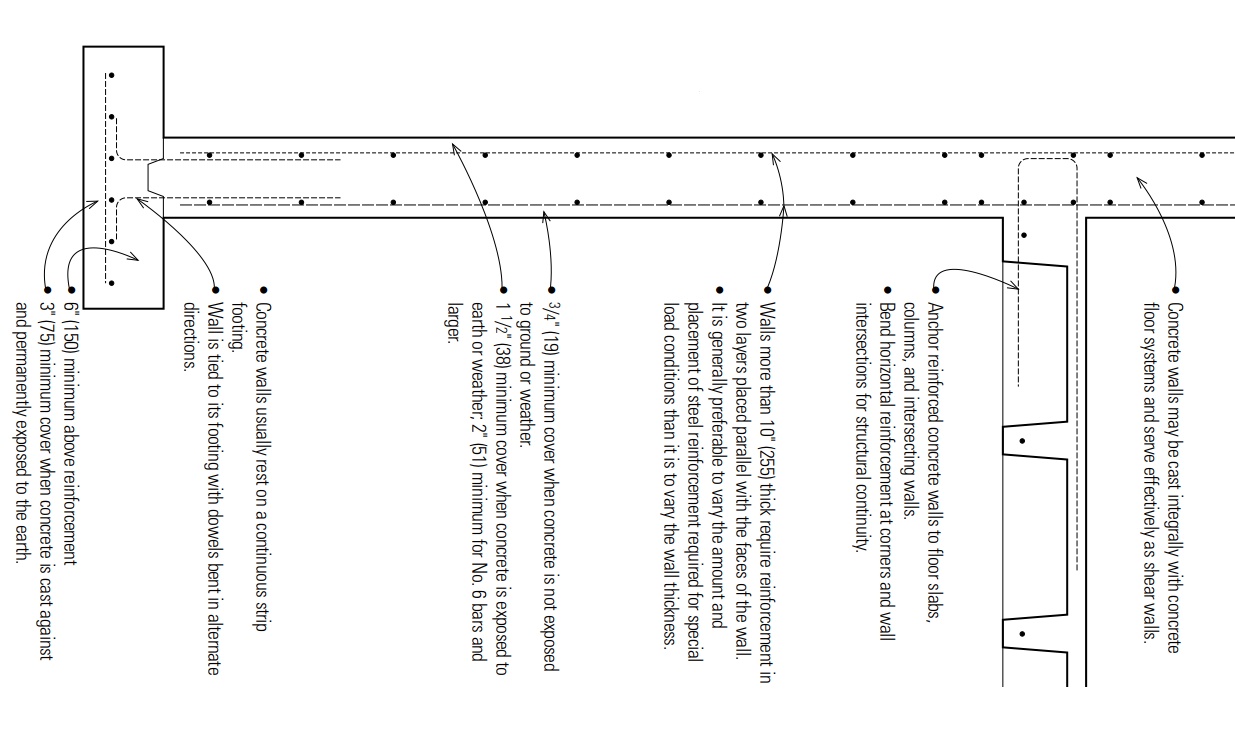 • Concrete walls may be cast integrally with concrete
floor systems and serve effectively as shear walls.
• Anchor reinforced concrete walls to floor slabs,
columns, and intersecting walls.
• Bend horizontal reinforcement at corners and wall
intersections for structural continuity.
• Walls more than 10" (255) thick require reinforcement in
two layers placed parallel with the faces of the wall.
• It is generally preferable to vary the amount and
placement of steel reinforcement required for special
load conditions than it is to vary the wall thickness.
• 3/4" (19) minimum cover when concrete is not exposed
to ground or weather.
• 1 1/2" (38) minimum cover when concrete is exposed to
earth or weather; 2" (51) minimum for No. 6 bars and
larger.
• Concrete walls usually rest on a continuous strip
footing.
• Wall is tied to its footing with dowels bent in alternate
directions.
• 6" (150) minimum above reinforcement
• 3" (75) minimum cover when concrete is cast against
and permanently exposed to the earth.